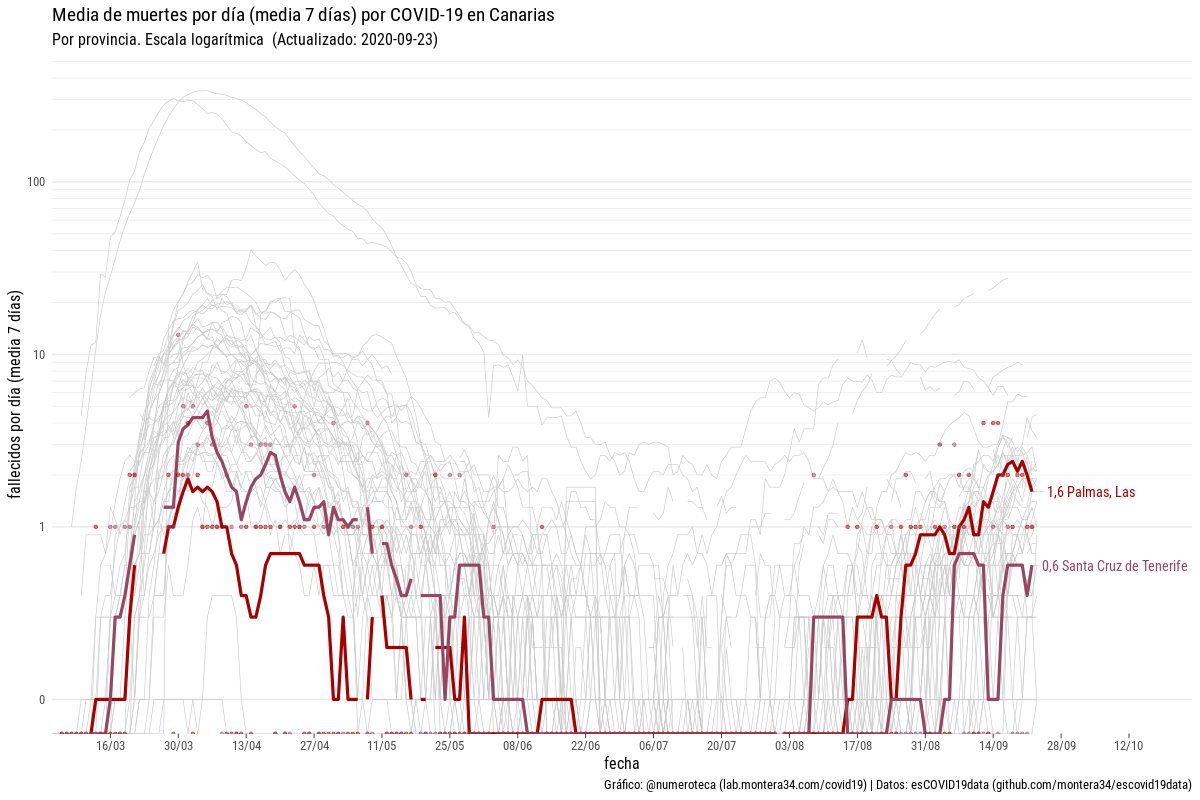 Media de muertes por día (media 7 días) por COVID-19 en Canarias
Por provincia. Escala logarítmica  (Actualizado: 2020-09-23)
fallecidos por día (media  7 días)
100
10
1
0
1,6 Palmas, Las
0,6 Santa Cruz de Tenerife
16/03 30/03 13/04 27/04 11/05 25/05 08/06 22/06 06/07 20/07 03/08 17/08 31/08 14/09 28/09 12/10
fecha
Gráfico: @numeroteca (lab.montera34.com/covid19) | Datos: esCOVID19data (github.com/montera34/escovid19data)